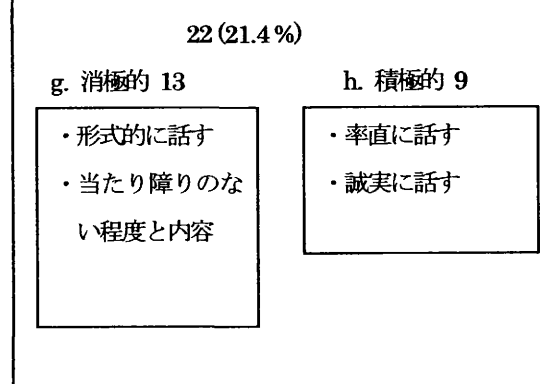 22 (21.4%)
g. 消極的 13
・形式的に話す
・当たり障りのな
い程度と内容
h. 積極的 9
・率直に話す
・誠実に話す